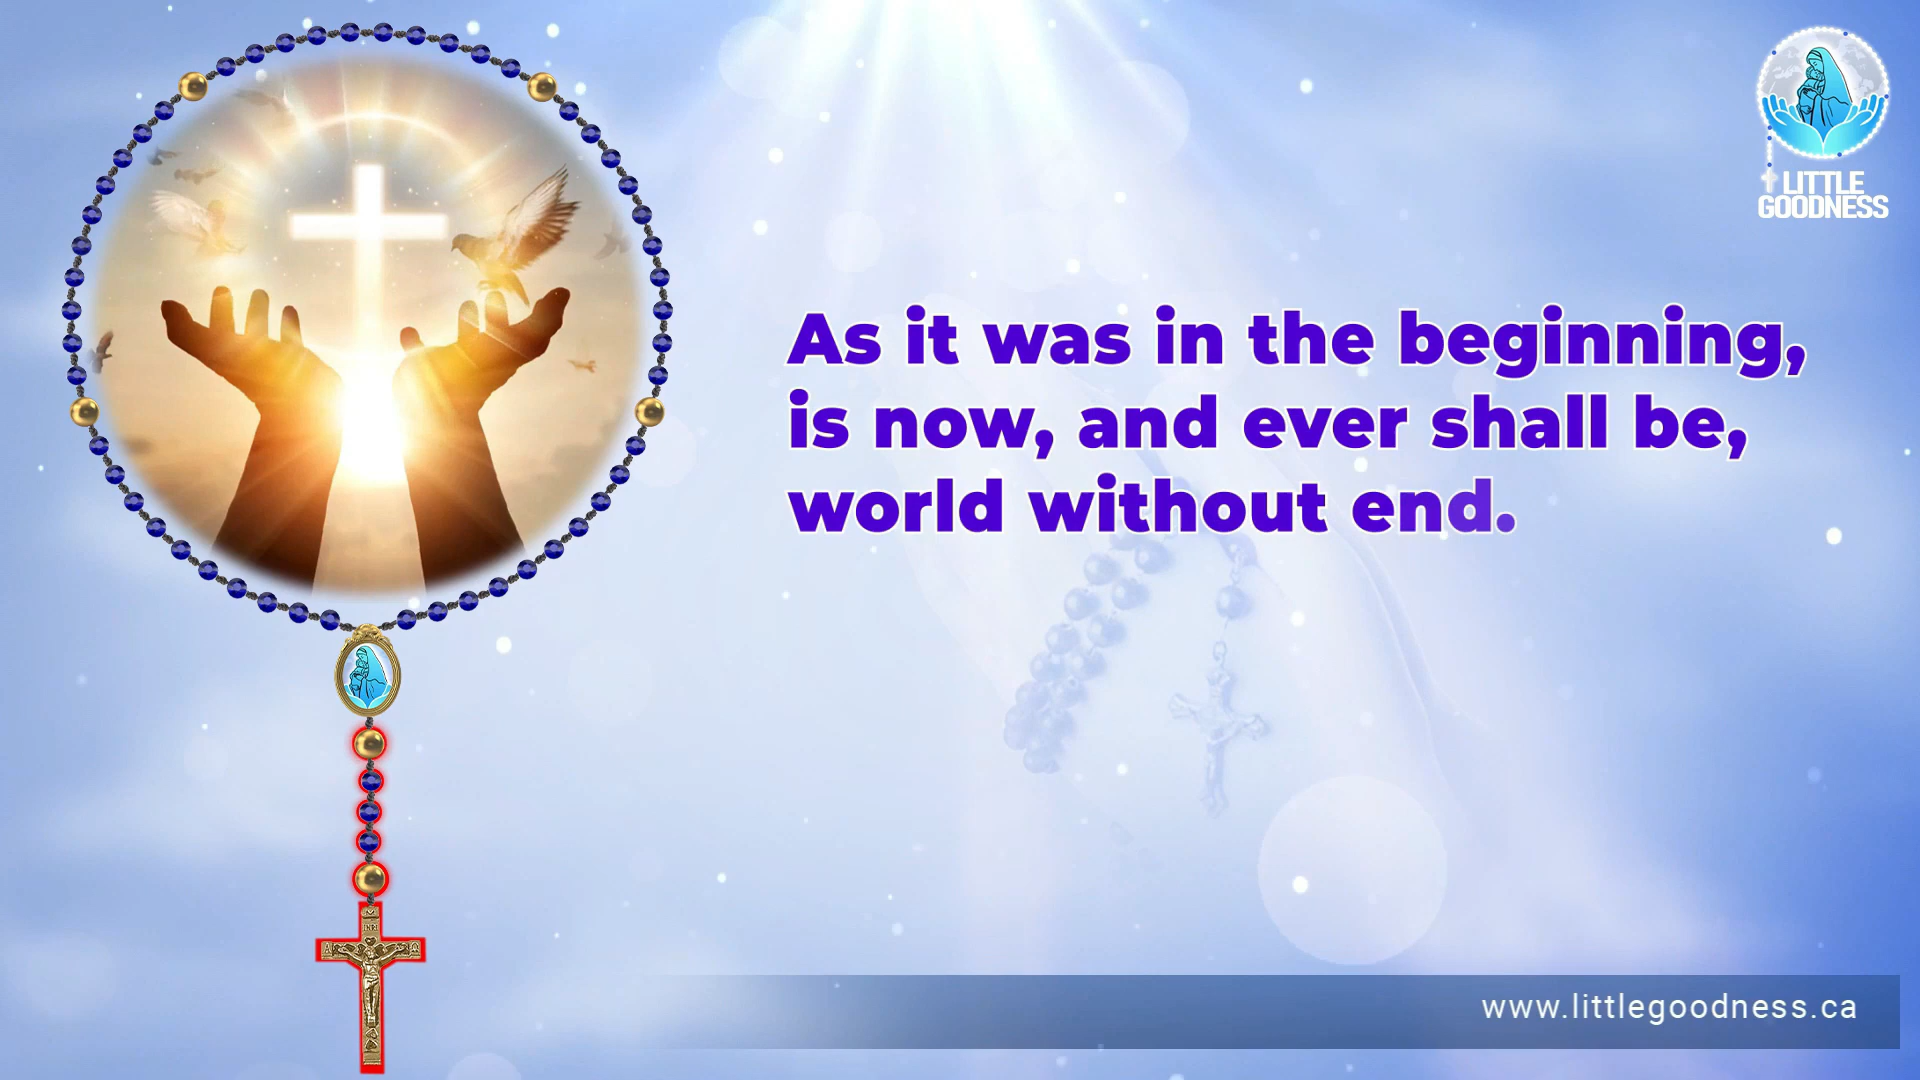 LITTLE
GOODNESS
As it was in the beginning,
is now, and ever shall be,
world without end.
INRI
A Ω
www.littlegoodness.ca